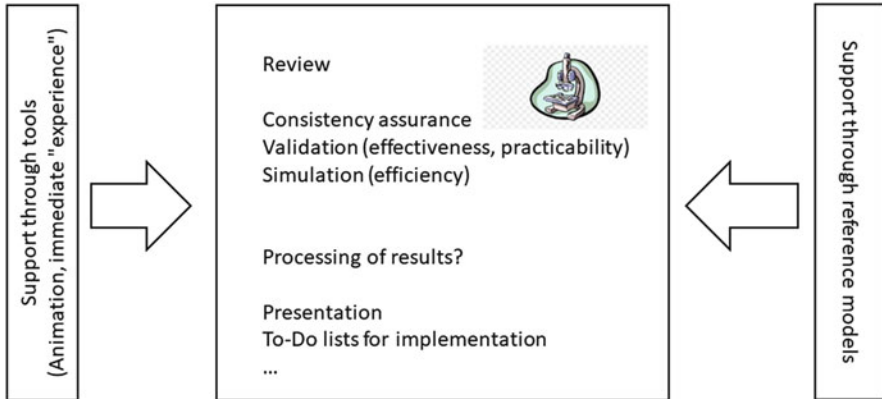 Support through tools
(Animation, immediate "experience")
Review
Consistency assurance
Validation (effectiveness, practicability)
Simulation (efficiency)
Processing of results?
Presentation
To-Do lists for implementation
...
Support through reference models